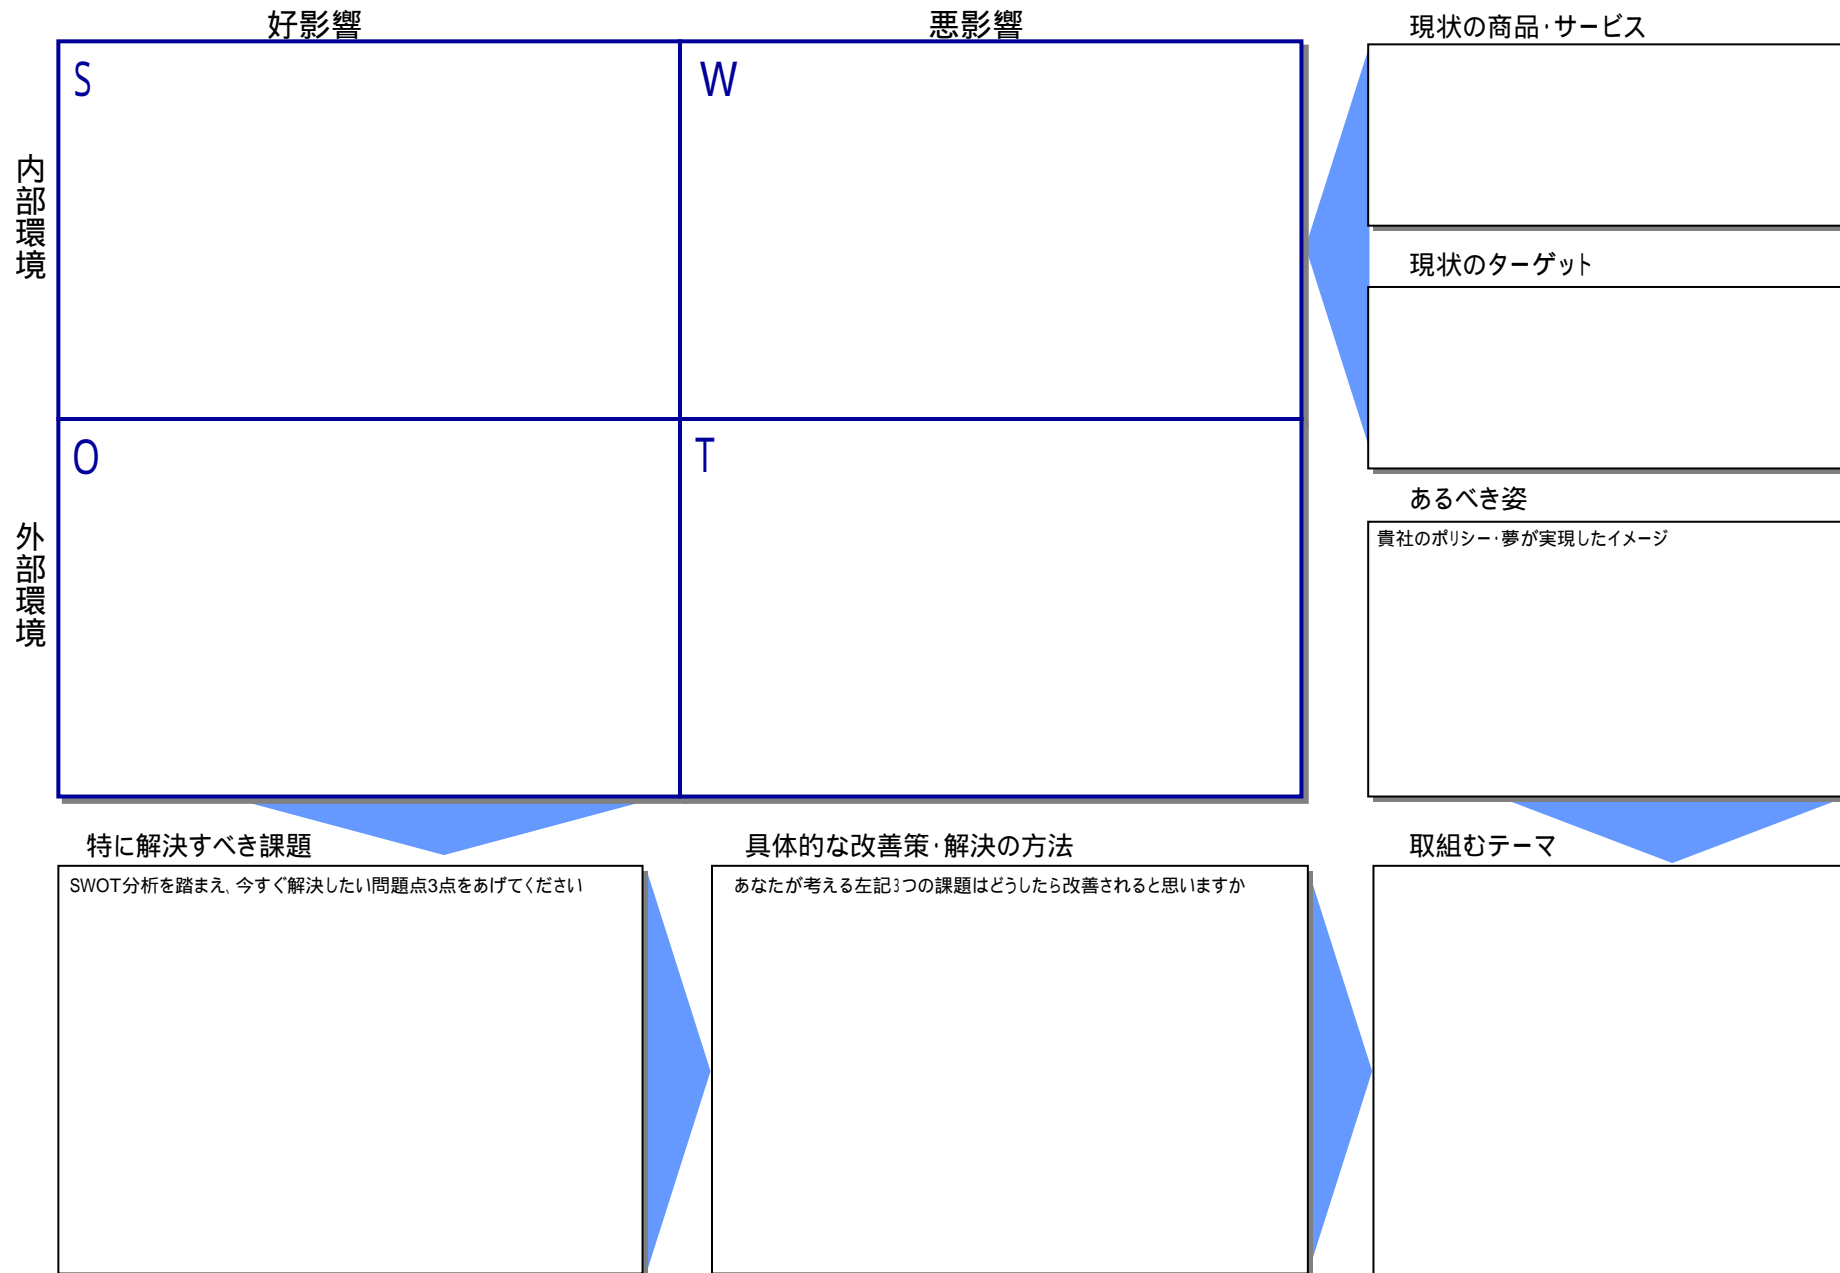 好影響
悪影響
現状の商品・サービス
S
W
内部環境
現状のターゲット
O
T
外部環境
あるべき姿
貴社のポリシー・夢が実現したイメージ
特に解決すべき課題
具体的な改善策・解決の方法
取組むテーマ
SWOT分析を踏まえ、今すぐ解決したい問題点3点をあげてください
あなたが考える左記3つの課題はどうしたら改善されると思いますか